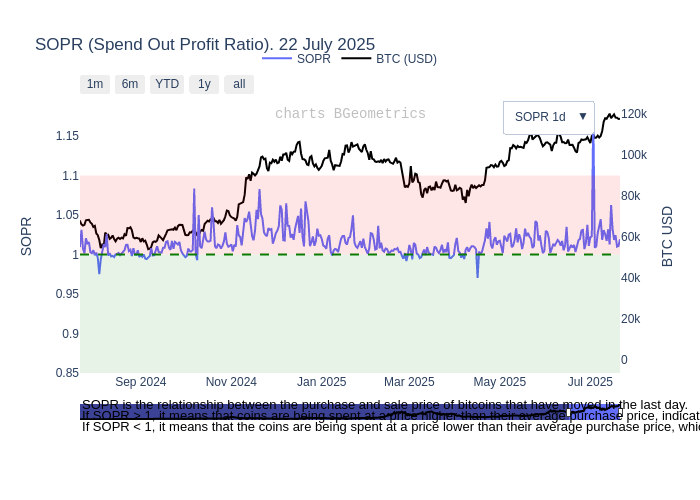 SOPR (Spend Out Profit Ratio). 22 July 2025
SOPR BTC (USD)
1m 6m YTD 1y all
charts BGeometrics
SOPR 1d ▼
1.15
1.1
1.05
1
0.95
0.9
0.85
SOPR
120k
100k
80k
60k
40k
20k
0
BTC USD
Sep 2024 Nov 2024 Jan 2025 Mar 2025 May 2025 Jul 2025
SOPR is the relationship between the purchase and sale price of bitcoins that have moved in the last day.
If SOPR > 1, it means that coins are being spent at a price higher than their average purchase price, indicat
If SOPR < 1, it means that the coins are being spent at a price lower than their average purchase price, whi